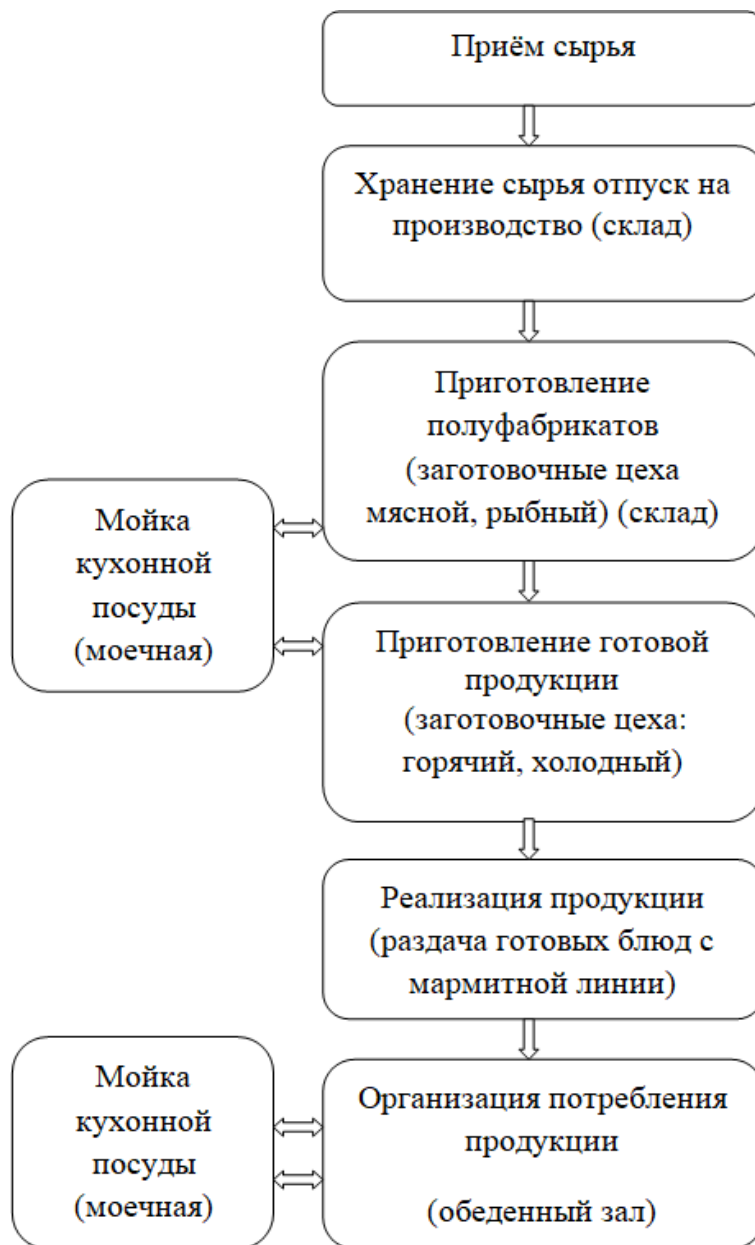 Приём сырья
Хранение сырья отпуск на
производство (склад)
Приготовление
полуфабрикатов
(заготовочные цеха
мясной, рыбный) (склад)
Мойка
кухонной
посуды
(моечная)
Приготовление готовой
продукции
(заготовочные цеха:
горячий, холодный)
Реализация продукции
(раздача готовых блюд с
мармитной линии)
Мойка
кухонной
посуды
(моечная)
Организация потребления
продукции
(обеденный зал)